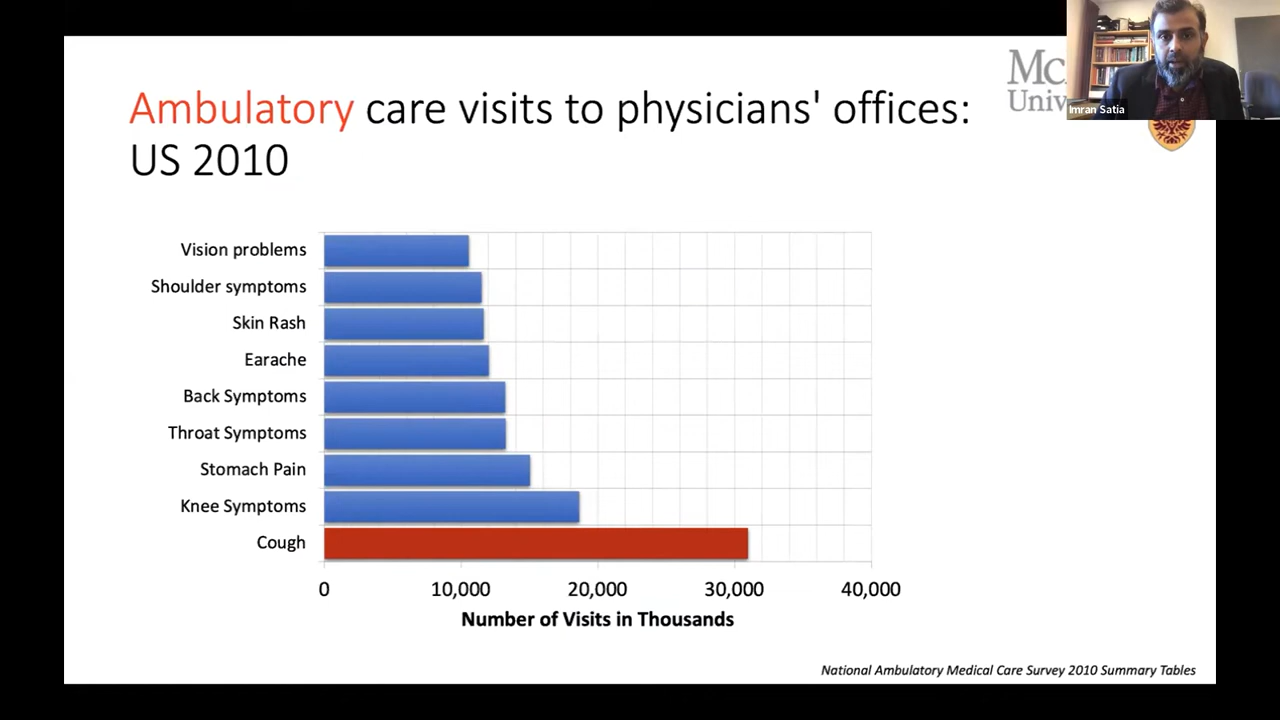 Ambulatory care visits to physicians' offices:
US 2010
Imran Satia
Vision problems
Shoulder symptoms
Skin Rash
Earache
Back Symptoms
Throat Symptoms
Stomach Pain
Knee Symptoms
Cough
0 10,000 20,000 30,000 40,000
Number of Visits in Thousands
National Ambulatory Medical Care Survey 2010 Summary Tables